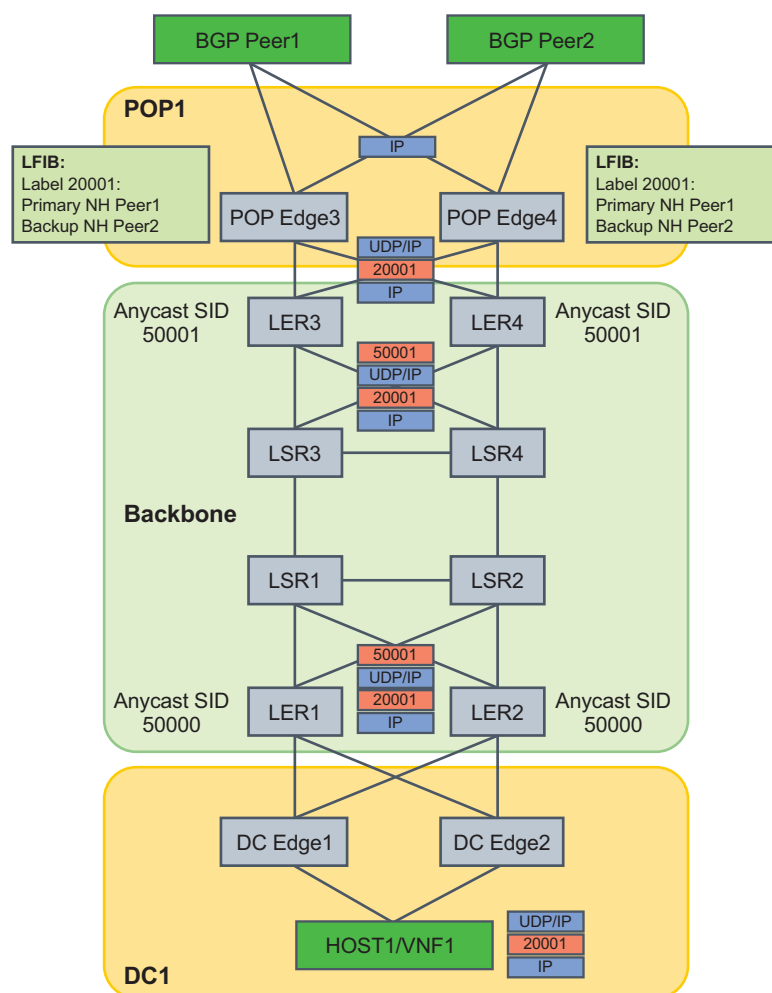 BGP Peer1
BGP Peer2
POP1
IP
LFIB:
Label 20001:
Primary NH Peer1
Backup NH Peer2
LFIB:
Label 20001:
Primary NH Peer1
Backup NH Peer2
POP Edge3
POP Edge4
UDP/IP
20001
IP
Anycast SID
50001
LER3
LER4
Anycast SID
50001
50001
UDP/IP
20001
IP
LSR3
LSR4
Backbone
LSR1
LSR2
50001
UDP/IP
20001
IP
Anycast SID
50000
LER1
LER2
Anycast SID
50000
DC Edge1
DC Edge2
HOST1/VNF1
UDP/IP
20001
IP
DC1